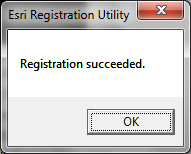 Esri Registration Utility
Registration succeeded.
OK